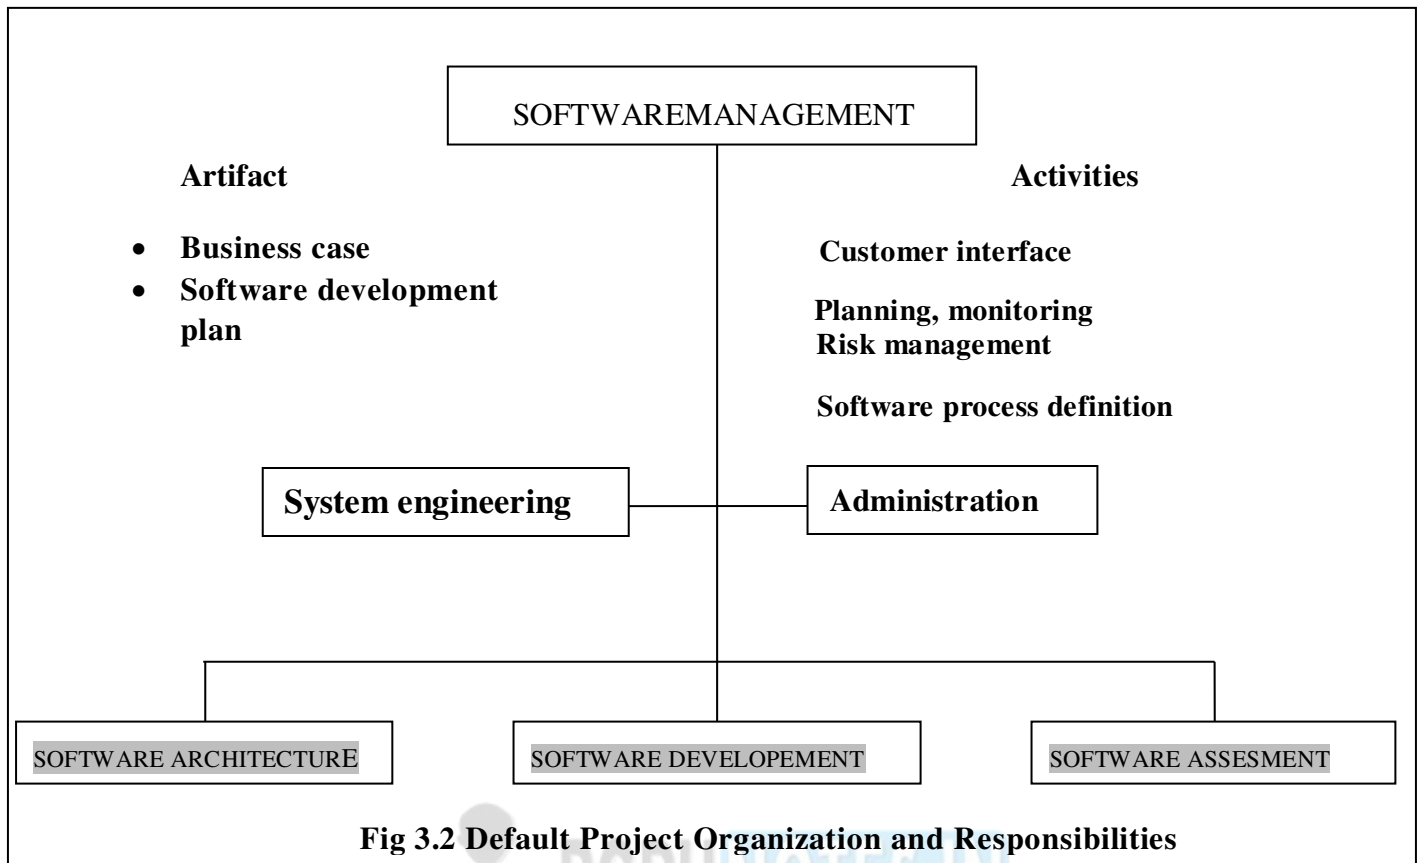 SOFTWAREMANAGEMENT
Artifact
• Business case
• Software development
plan
Activities
Customer interface
Planning, monitoring
Risk management
Software process definition
System engineering
Administration
SOFTWARE ARCHITECTURE
SOFTWARE DEVELOPEMENT
SOFTWARE ASSESMENT
Fig 3.2 Default Project Organization and Responsibilities